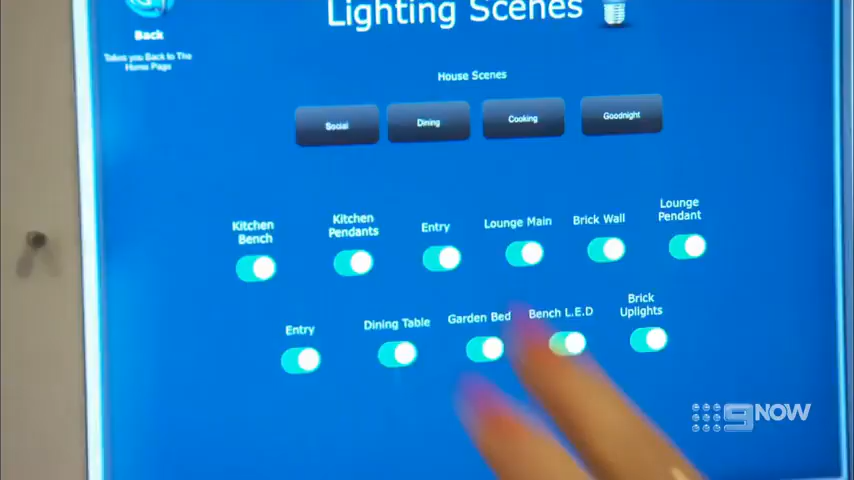 Lighting Scenes
Back
Takes you Back to The
Home Page
House Scenes
Social
Dining
Cooking
Goodnight
Kitchen
Bench
Kitchen
Pendants
Entry
Lounge Main
Brick Wall
Lounge
Pendant
Entry
Dining Table
Garden Bed
Bench L.E.D
Brick
Uplights
9NOW